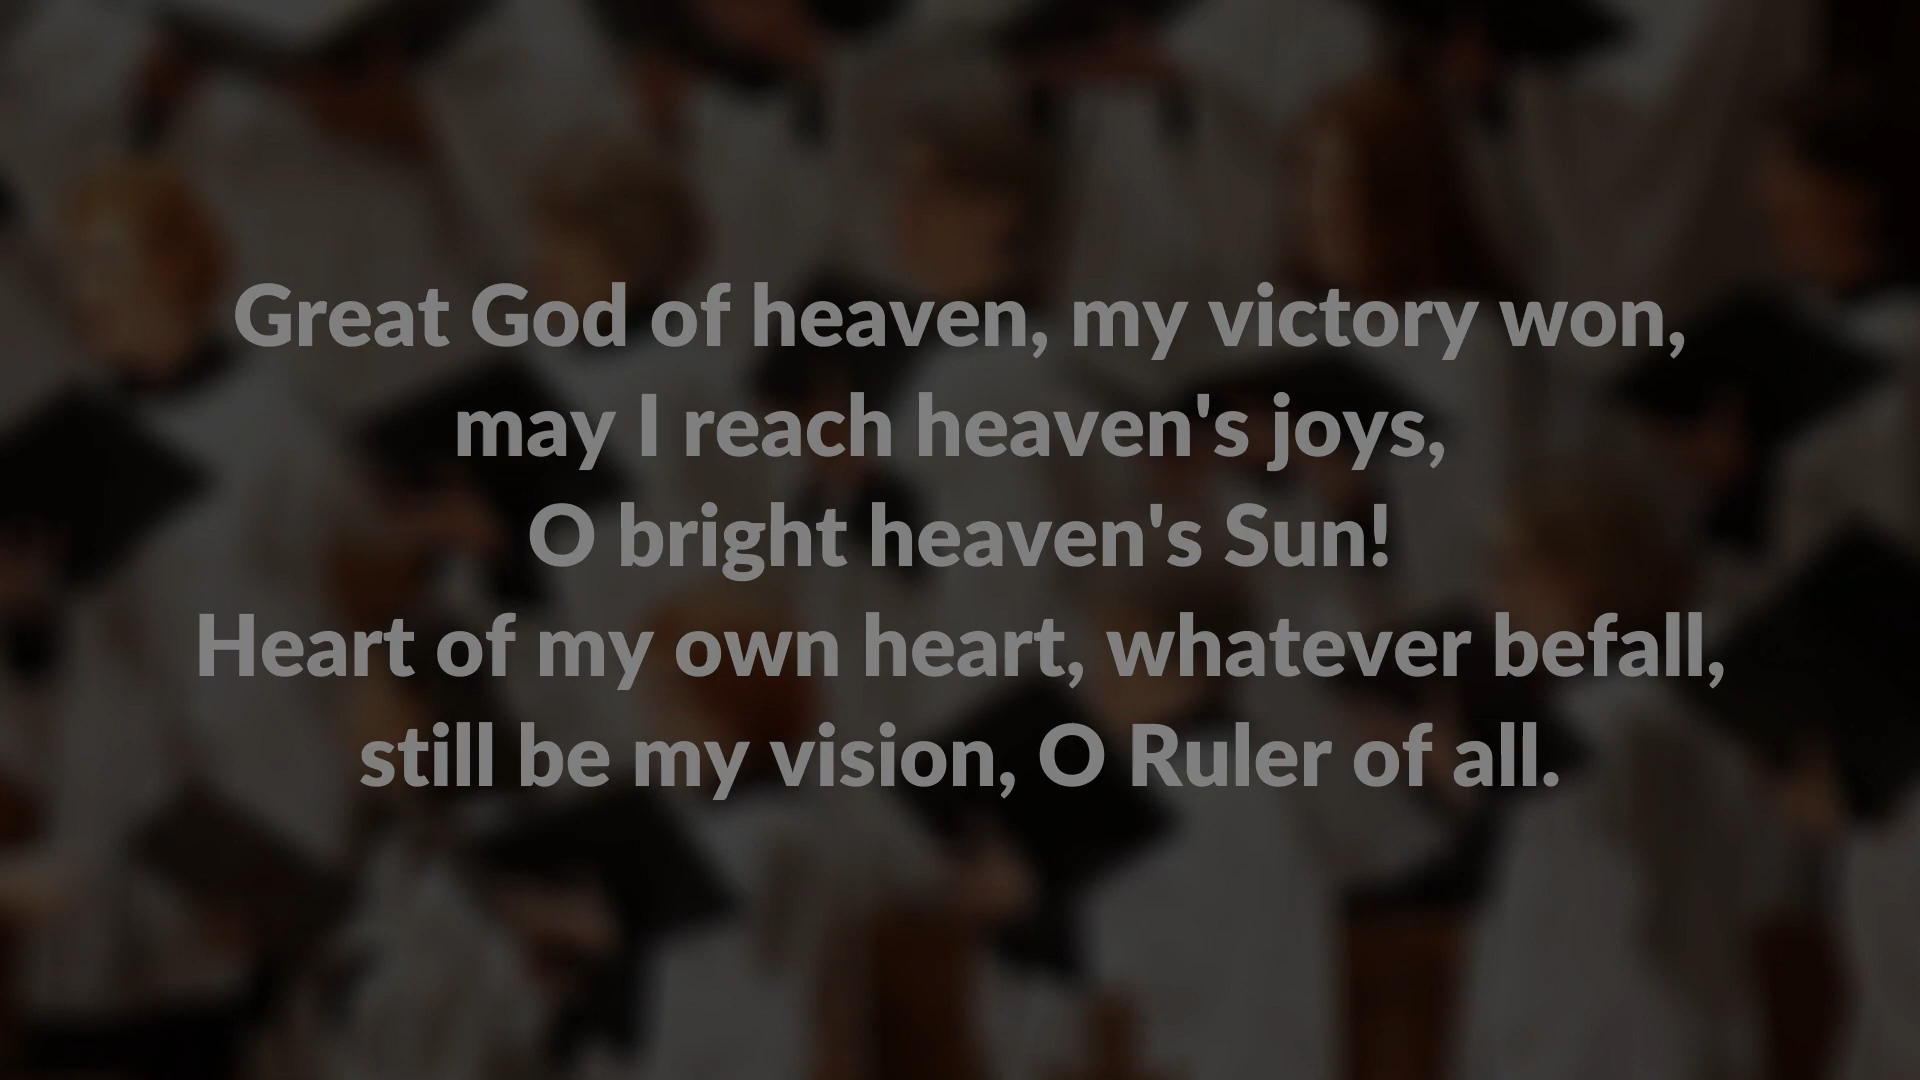 Great God of heaven, my victory won,
may I reach heaven's joys,
O bright heaven's Sun!
Heart of my own heart, whatever befall,
still be my vision, O Ruler of all.